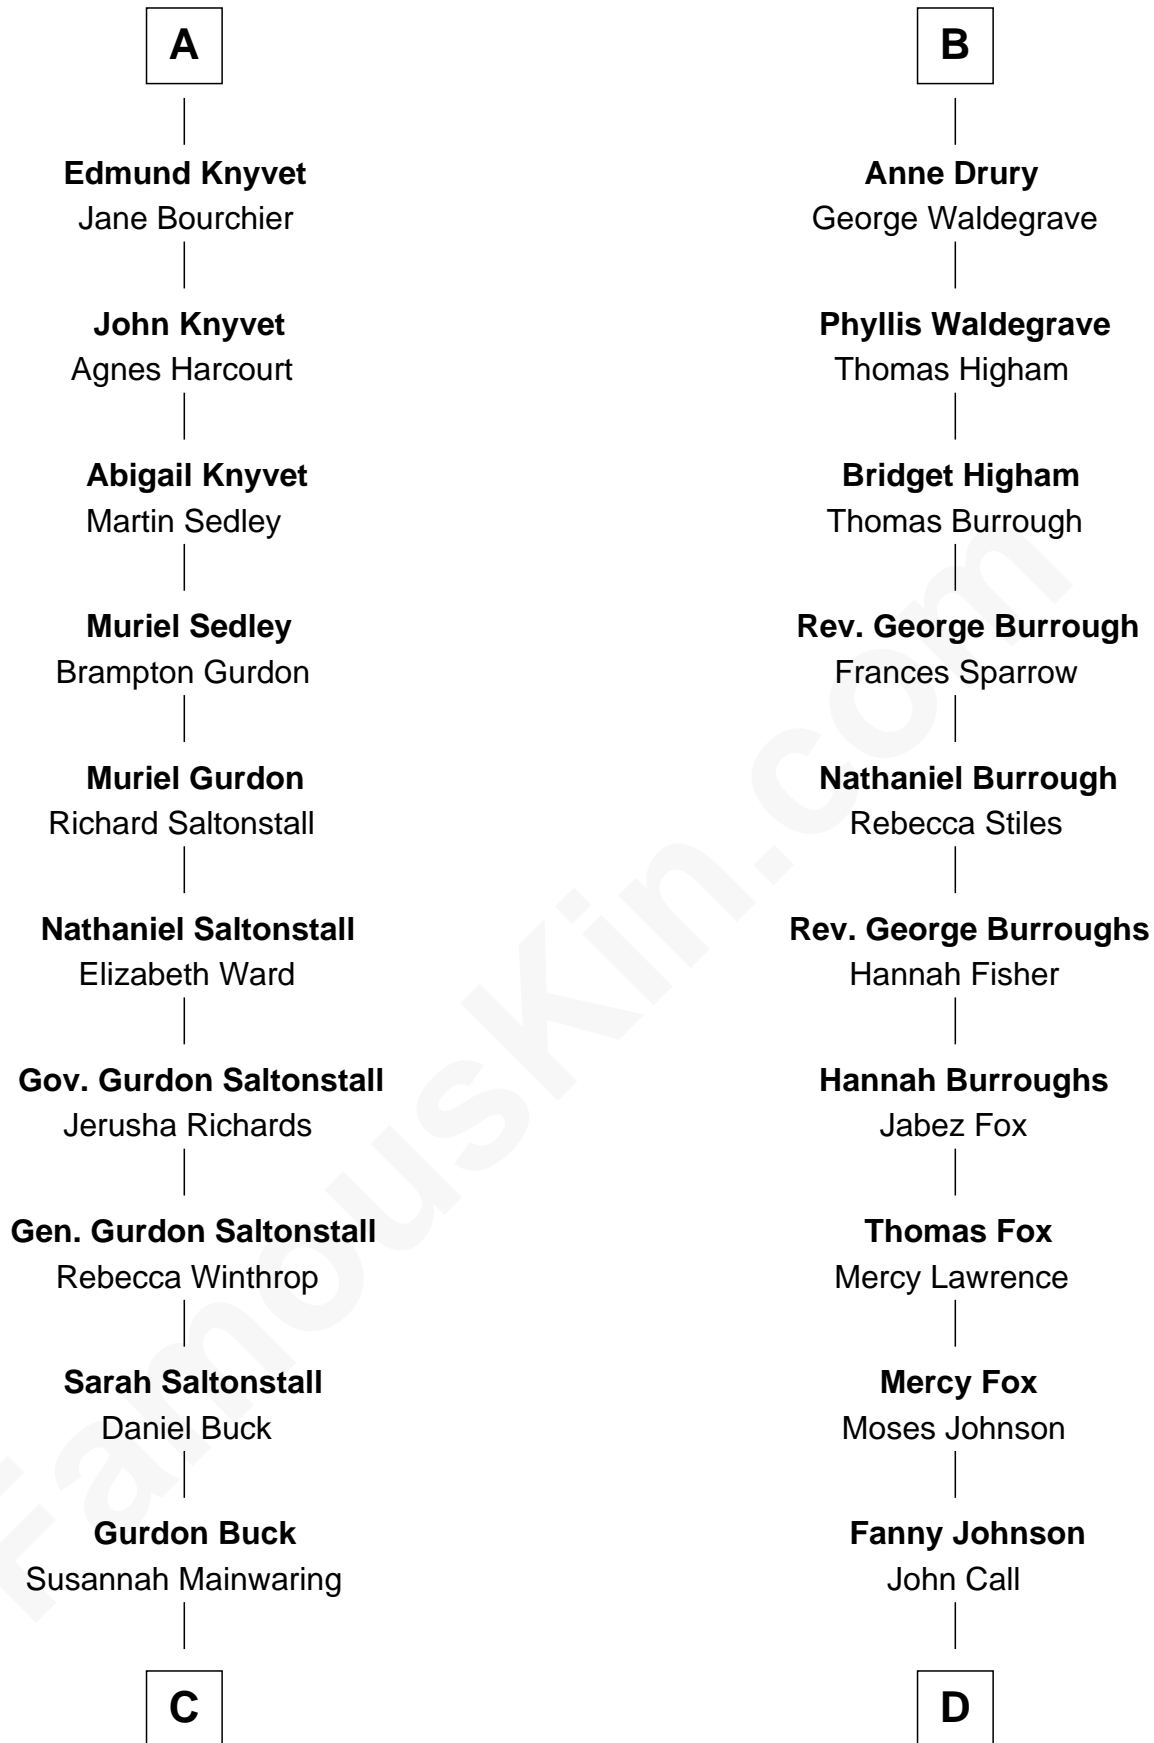 A
Edmund Knyvet
Jane Bourchier
John Knyvet
Agnes Harcourt
Abigail Knyvet
Martin Sedley
Muriel Sedley
Brampton Gurdon
Muriel Gurdon
Richard Saltonstall
Nathaniel Saltonstall
Elizabeth Ward
Gov. Gurdon Saltonstall
Jerusha Richards
Gen. Gurdon Saltonstall
Rebecca Winthrop
Sarah Saltonstall
Daniel Buck
Gurdon Buck
Susannah Mainwaring
C
B
Anne Drury
George Waldegrave
Phyllis Waldegrave
Thomas Higham
Bridget Higham
Thomas Burrough
Rev. George Burrough
Frances Sparrow
Nathaniel Burrough
Rebecca Stiles
Rev. George Burroughs
Hannah Fisher
Hannah Burroughs
Jabez Fox
Thomas Fox
Mercy Lawrence
Mercy Fox
Moses Johnson
Fanny Johnson
John Call
D
FamousKin.com